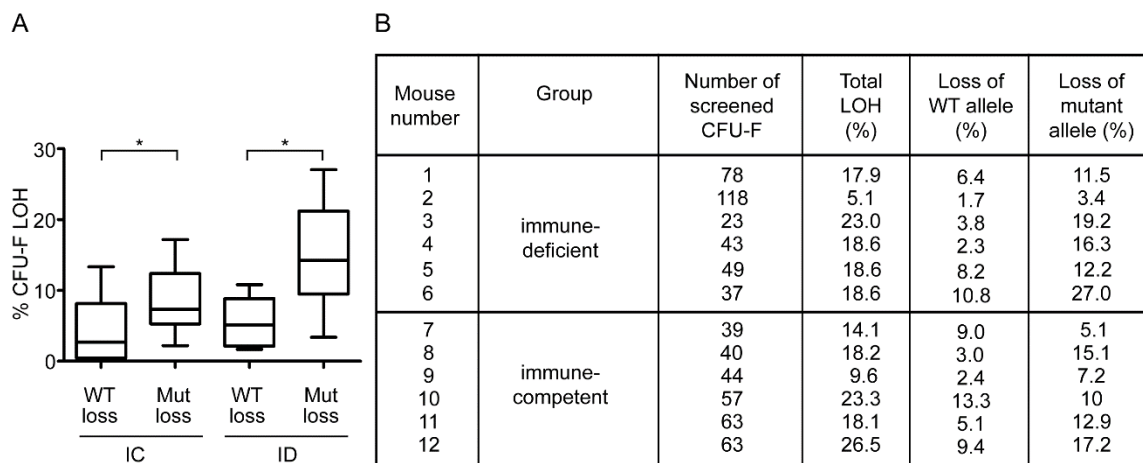 A
B
30
20
10
0
% CFU-F LOH
*
*
WT loss
Mut loss
WT loss
Mut loss
IC
ID
Mouse number
Group
Number of screened CFU-F
Total LOH (%)
Loss of WT allele (%)
Loss of mutant allele (%)
immune-deficient
1 78 17.9 6.4 11.5
2 118 5.1 1.7 3.4
3 23 23.0 3.8 19.2
4 43 18.6 2.3 16.3
5 49 18.6 8.2 12.2
6 37 18.6 10.8 27.0
immune-competent
7 39 14.1 9.0 5.1
8 40 18.2 3.0 15.1
9 44 9.6 2.4 7.2
10 57 23.3 13.3 10
11 63 18.1 5.1 12.9
12 63 26.5 9.4 17.2